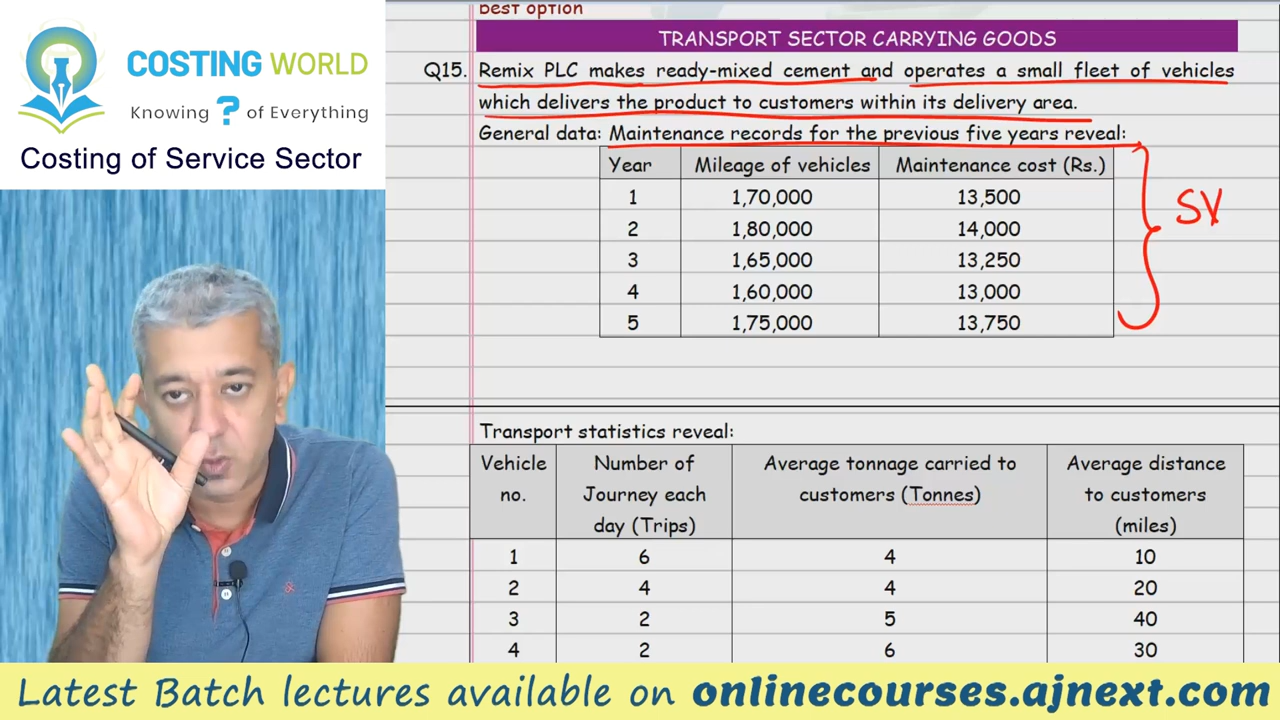 COSTING WORLD
Knowing ? of Everything
Costing of Service Sector
Best option
TRANSPORT SECTOR CARRYING GOODS
Q15. Remix PLC makes ready-mixed cement and operates a small fleet of vehicles
which delivers the product to customers within its delivery area.
General data: Maintenance records for the previous five years reveal:
Year Mileage of vehicles Maintenance cost (Rs.)
1 1,70,000 13,500
2 1,80,000 14,000
3 1,65,000 13,250
4 1,60,000 13,000
5 1,75,000 13,750
SV
Transport statistics reveal:
Vehicle no. Number of Journey each day (Trips) Average tonnage carried to customers (Tonnes) Average distance to customers (miles)
1 6 4 10
2 4 4 20
3 2 5 40
4 2 6 30
Latest Batch lectures available on onlinecourses.ajnext.com